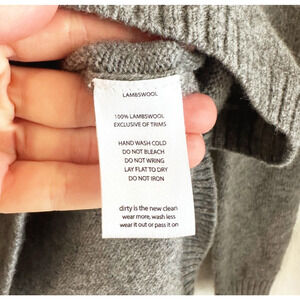 LAMBSWOOL
100% LAMBSWOOL
EXCLUSIVE OF TRIMS
HAND WASH COLD
DO NOT BLEACH
DO NOT WRING
LAY FLAT TO DRY
DO NOT IRON
dirty is the new clean
wear more, wash less
wear it out or pass it on